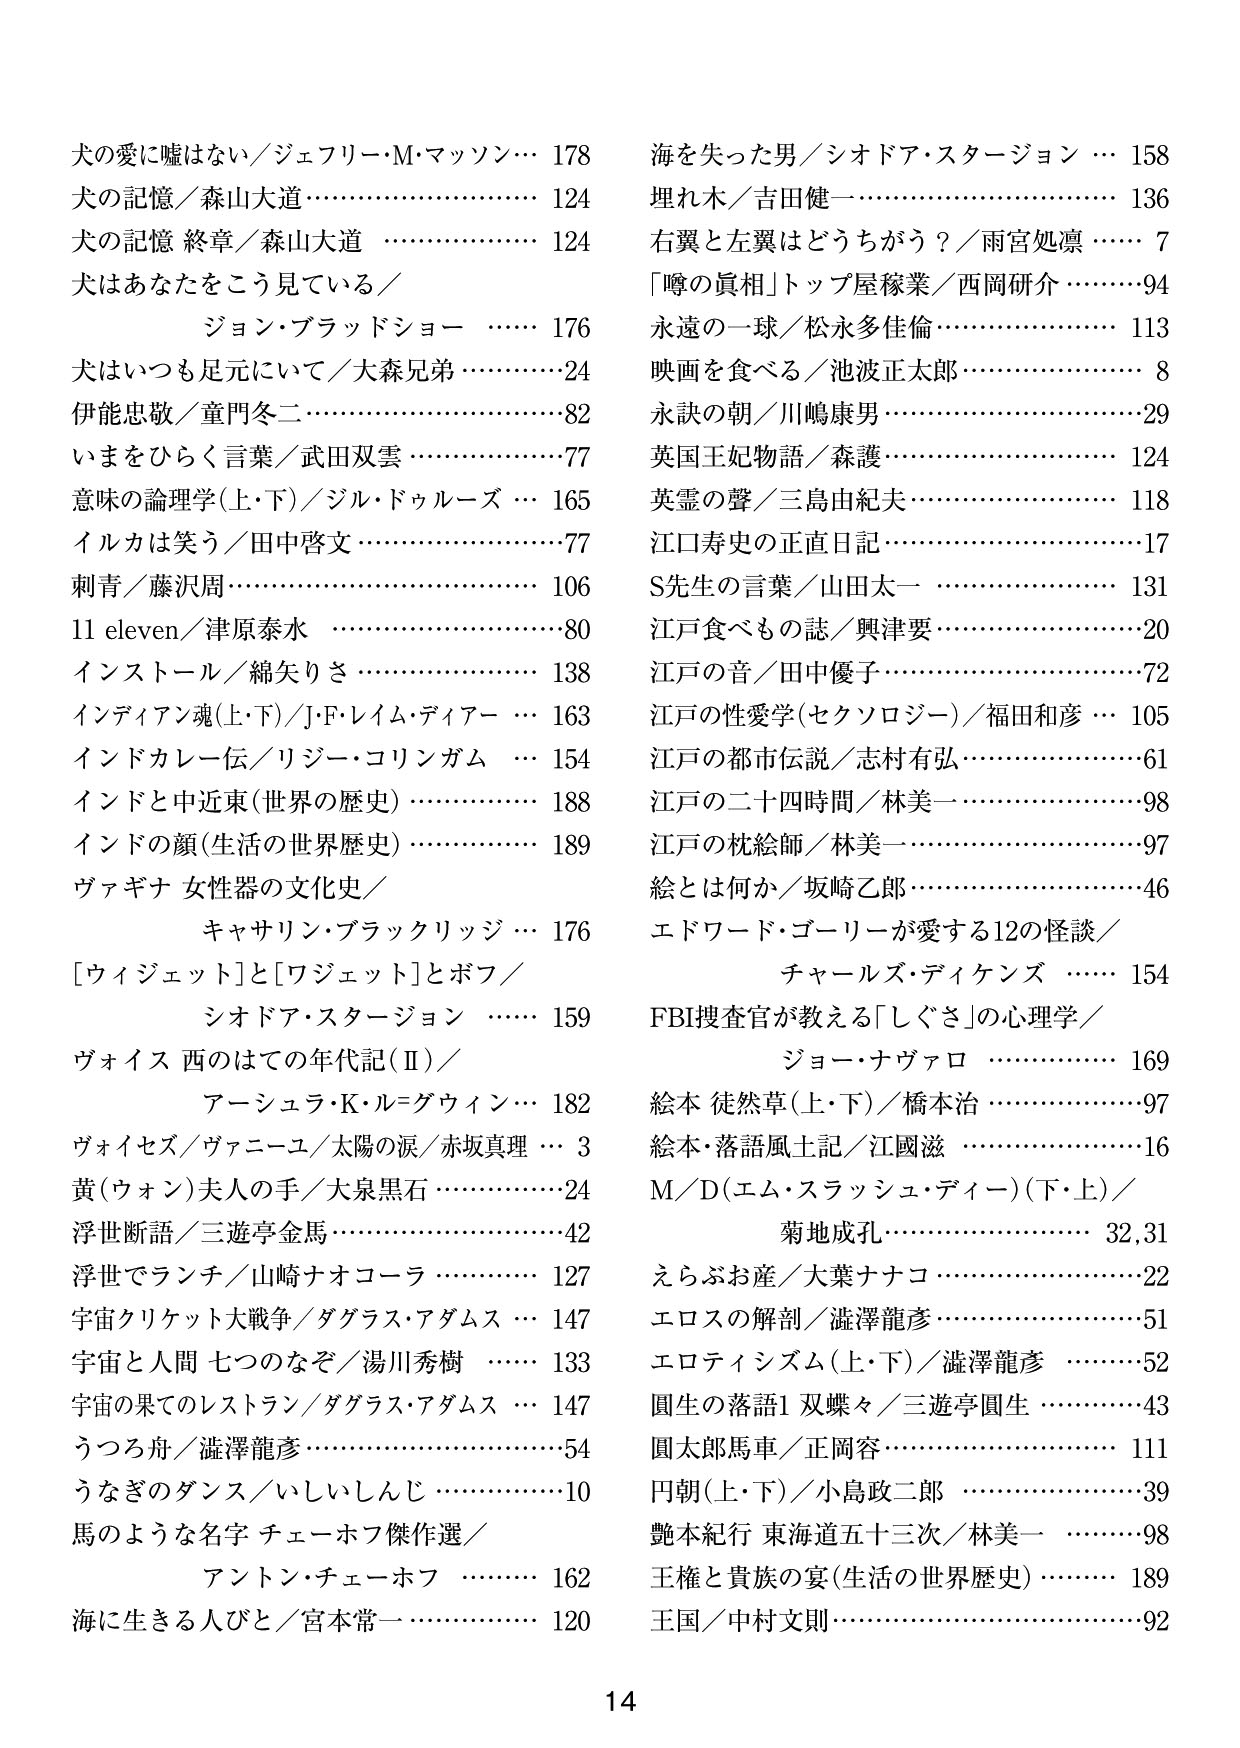 犬の愛に嘘はない／ジェフリー・M・マッソン… 178
犬の記憶／森山大道……………………… 124
犬の記憶 終章／森山大道 ……………… 124
犬はあなたをこう見ている／
ジョン・ブラッドショー …… 176
犬はいつも足元にいて／大森兄弟…………24
伊能忠敬／童門冬二…………………………82
いまをひらく言葉／武田双雲………………77
意味の論理学(上・下)／ジル・ドゥルーズ … 165
イルカは笑う／田中啓文……………………77
刺青／藤沢周……………………………… 106
11 eleven／津原泰水 ………………………80
インストール／綿矢りさ………………… 138
インディアン魂(上・下)／J・F・レイム・ディアー … 163
インドカレー伝／リジー・コリンガム … 154
インドと中近東(世界の歴史)…………… 188
インドの顔(生活の世界歴史)…………… 189
ヴァギナ 女性器の文化史／
キャサリン・ブラックリッジ … 176
[ウィジェット]と[ワジェット]とボフ／
シオドア・スタージョン …… 159
ヴォイス 西のはての年代記(Ⅱ)／
アーシュラ・K・ル=グウィン… 182
ヴォイセズ／ヴァニーユ／太陽の涙／赤坂真理 … 3
黄(ウォン)夫人の手／大泉黒石……………24
浮世断語／三遊亭金馬………………………42
浮世でランチ／山崎ナオコーラ………… 127
宇宙クリケット大戦争／ダグラス・アダムス … 147
宇宙と人間 七つのなぞ／湯川秀樹 …… 133
宇宙の果てのレストラン／ダグラス・アダムス … 147
うつろ舟／澁澤龍彥…………………………54
うなぎのダンス／いしいしんじ……………10
馬のような名字 チェーホフ傑作選／
アントン・チェーホフ ……… 162
海に生きる人びと／宮本常一…………… 120
海を失った男／シオドア・スタージョン … 158
埋れ木／吉田健一………………………… 136
右翼と左翼はどうちがう？／雨宮処凛…… 7
「噂の眞相」トップ屋稼業／西岡研介………94
永遠の一球／松永多佳倫………………… 113
映画を食べる／池波正太郎………………… 8
永訣の朝／川嶋康男…………………………29
英国王妃物語／森護……………………… 124
英霊の聲／三島由紀夫…………………… 118
江口寿史の正直日記…………………………17
S先生の言葉／山田太一 ………………… 131
江戸食べもの誌／興津要……………………20
江戸の音／田中優子…………………………72
江戸の性愛学(セクソロジー)／福田和彦… 105
江戸の都市伝説／志村有弘…………………61
江戸の二十四時間／林美一…………………98
江戸の枕絵師／林美一………………………97
絵とは何か／坂崎乙郎………………………46
エドワード・ゴーリーが愛する12の怪談／
チャールズ・ディケンズ …… 154
FBI捜査官が教える「しぐさ」の心理学／
ジョー・ナヴァロ …………… 169
絵本 徒然草(上・下)／橋本治………………97
絵本・落語風土記／江國滋 …………………16
M／D(エム・スラッシュ・ディー)(下・上)／
菊地成孔…………………… 32,31
えらぶお産／大葉ナナコ……………………22
エロスの解剖／澁澤龍彥……………………51
エロティシズム(上・下)／澁澤龍彥 ………52
圓生の落語1 双蝶々／三遊亭圓生…………43
圓太郎馬車／正岡容……………………… 111
円朝(上・下)／小島政二郎 …………………39
艶本紀行 東海道五十三次／林美一 ………98
王権と貴族の宴(生活の世界歴史)……… 189
王国／中村文則………………………………92
14